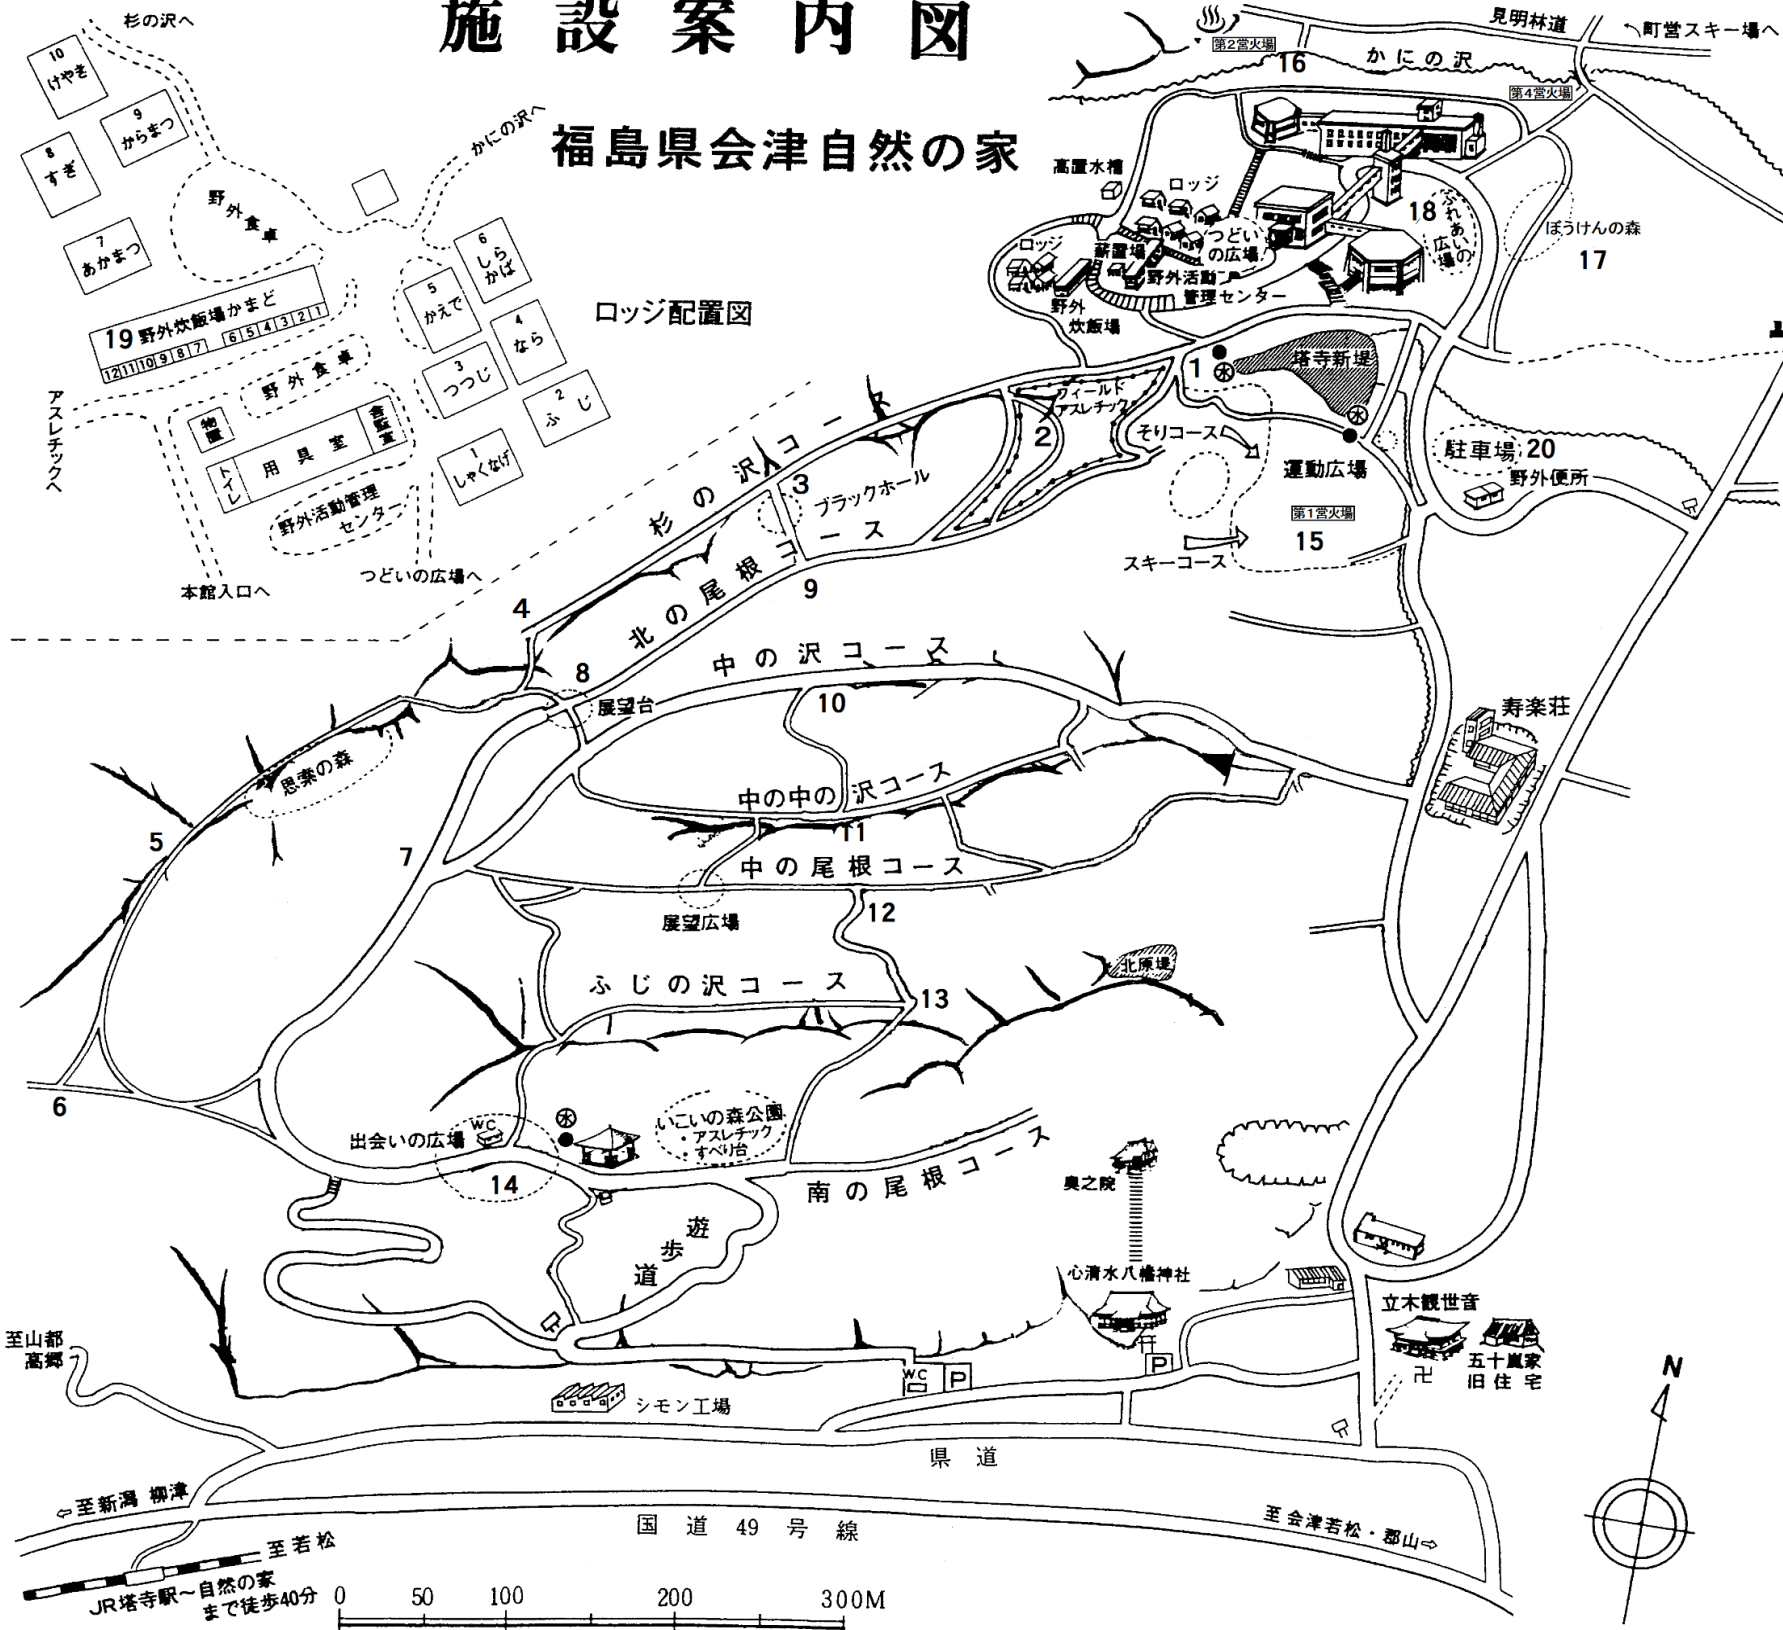 施設案内図
福島県会津自然の家
杉の沢へ
かにの沢へ
10
けやき
9
からまつ
8
すぎ
7
あかまつ
野外食卓
6
しらかば
5
かえで
4
なら
3
つつじ
2
ふじ
1
しゃくなげ
ロッジ配置図
19 野外炊飯場かまど
12 11 10 9 8 7 6 5 4 3 2 1
野外食卓
物置
トイレ
用具室
舎監室
野外活動管理
センター
アスレチックへ
本館入口へ
つどいの広場へ
第2営火場
16
かにの沢
見明林道
町営スキー場へ
第4営火場
高置水槽
ロッジ
ロッジ
薪置場
つどい
の広場
野外活動
管理センター
野外
炊飯場
18
ふれあいの
広場
ぼうけんの森
17
1
水
塔寺新堤
水
フィールド
アスレチック
2
そりコース
運動広場
駐車場 20
野外便所
第1営火場
15
スキーコース
杉の沢コース
3
ブラックホール
北の尾根コース
9
4
8
展望台
中の沢コース
10
思索の森
5
7
中の中の沢コース
11
中の尾根コース
12
展望広場
寿楽荘
北原堤
ふじの沢コース
13
6
出会いの広場
WC
14
水
いこいの森公園
・アスレチック
・すべり台
南の尾根コース
遊歩道
奥之院
心清水八幡神社
立木観世音
卍
五十嵐家
旧住宅
至山都
高郷
シモン工場
WC
P
P
県道
⇦至新潟 柳津
国道49号線
至会津若松・郡山⇨
至若松
JR塔寺駅～自然の家
まで徒歩40分
0 50 100 200 300M
N